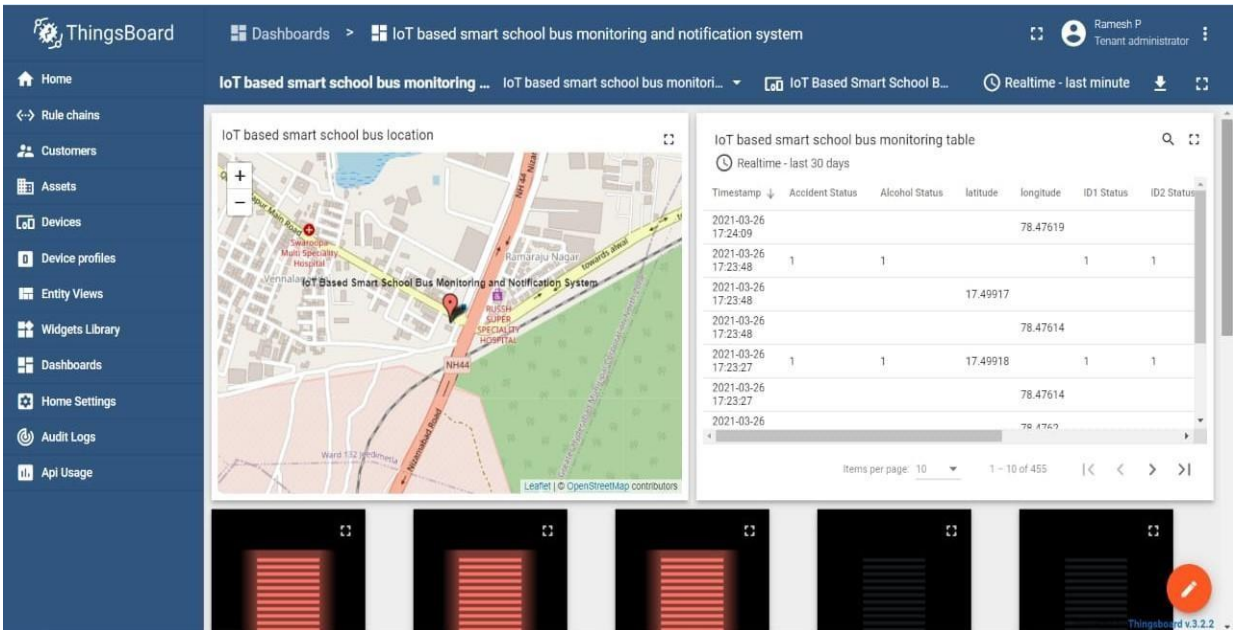 ThingsBoard
Dashboards > IoT based smart school bus monitoring and notification system
Ramesh P
Tenant administrator
Home
Rule chains
Customers
Assets
Devices
Device profiles
Entity Views
Widgets Library
Dashboards
Home Settings
Audit Logs
Api Usage
IoT based smart school bus monitoring ... IoT based smart school bus monitori... IoT Based Smart School B... Realtime - last minute
IoT based smart school bus location
+
−
NH 44
Swaroopa
Multi Speciality
Hospital
Ramaraju Nagar
towards alwal
IoT Based Smart School Bus Monitoring and Notification System
RUSSH
SUPER
SPECIALITY
HOSPITAL
NH44
Nizamabad Road
Leaflet | © OpenStreetMap contributors
IoT based smart school bus monitoring table
Realtime - last 30 days
Timestamp ↓ Accident Status Alcohol Status latitude longitude ID1 Status ID2 Status
2021-03-26
17:24:09 78.47619
2021-03-26
17:23:48 1 1 1 1
2021-03-26
17:23:48 17.49917
2021-03-26
17:23:48 78.47614
2021-03-26
17:23:27 1 1 17.49918 1 1
2021-03-26
17:23:27 78.47614
2021-03-26 78.4762
Items per page: 10 1 – 10 of 455
Thingsboard v.3.2.2